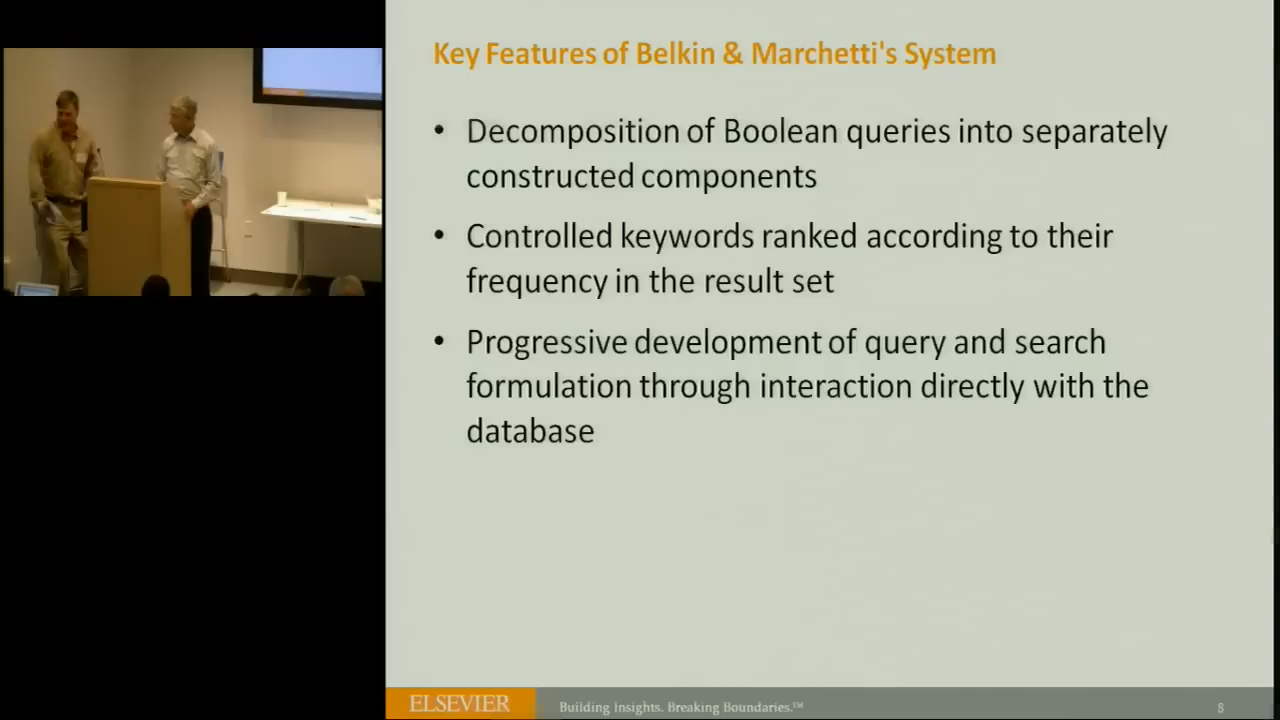 Key Features of Belkin & Marchetti's System
• Decomposition of Boolean queries into separately
constructed components
• Controlled keywords ranked according to their
frequency in the result set
• Progressive development of query and search
formulation through interaction directly with the
database
ELSEVIER
Building Insights. Breaking Boundaries.™
8